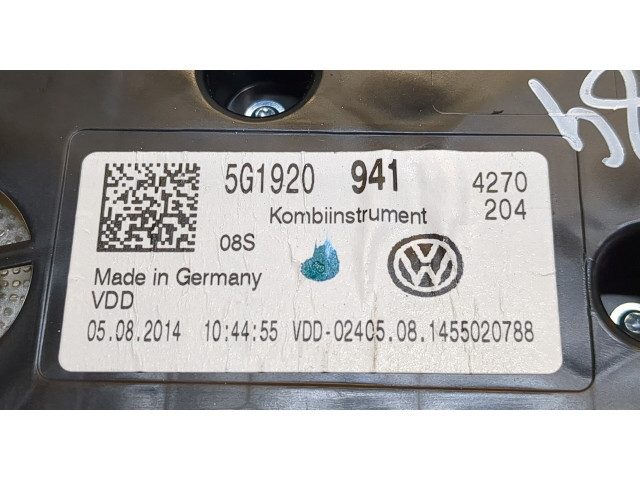 5G1920 941 4270
Kombiinstrument 204
08S
Made in Germany
VDD
05.08.2014 10:44:55 VDD-02405.08.1455020788